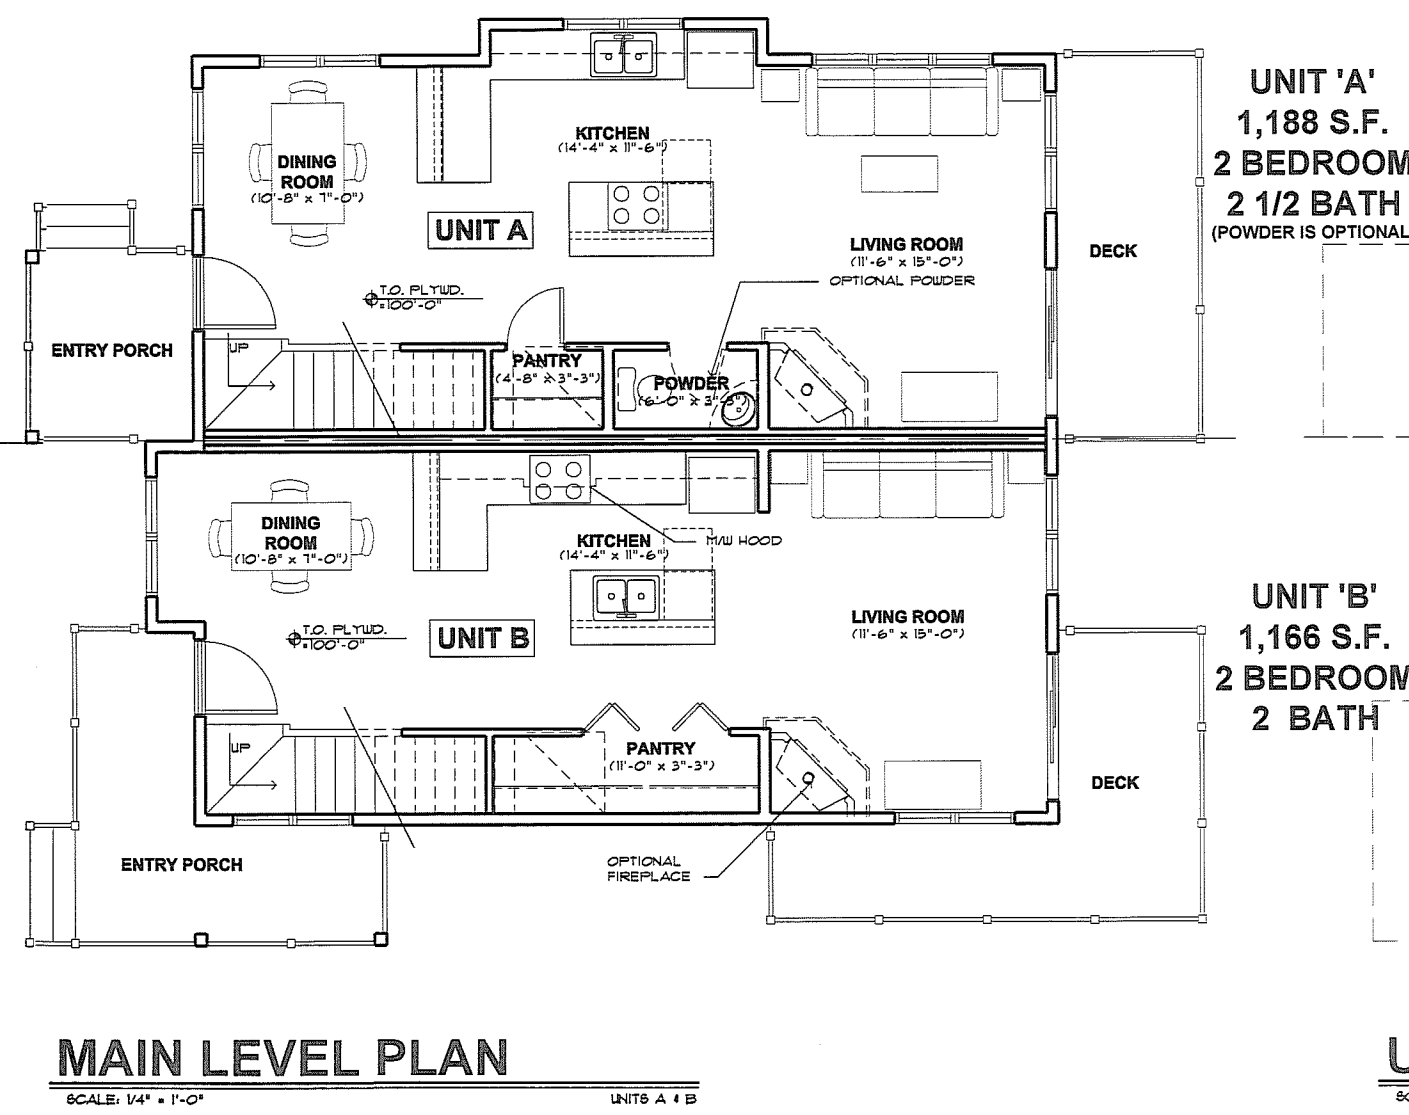 UNIT 'A'
1,188 S.F.
2 BEDROOM
2 1/2 BATH
(POWDER IS OPTIONAL
KITCHEN
(14'-4" x 11'-6")
DINING
ROOM
(10'-8" x 7'-0")
UNIT A
LIVING ROOM
(11'-6" x 15'-0")
DECK
OPTIONAL POWDER
T.O. PLYWD.
=100'-0"
ENTRY PORCH
UP
PANTRY
(4'-8" x 3'-3")
POWDER
(6'-0" x 3'-3")
DINING
ROOM
(10'-8" x 7'-0")
KITCHEN
(14'-4" x 11'-6")
M/W HOOD
UNIT 'B'
1,166 S.F.
2 BEDROOM
2 BATH
LIVING ROOM
(11'-6" x 15'-0")
T.O. PLYWD.
=100'-0"
UNIT B
UP
PANTRY
(11'-0" x 3'-3")
DECK
ENTRY PORCH
OPTIONAL
FIREPLACE
MAIN LEVEL PLAN
SCALE: 1/4" = 1'-0"
UNITS A & B